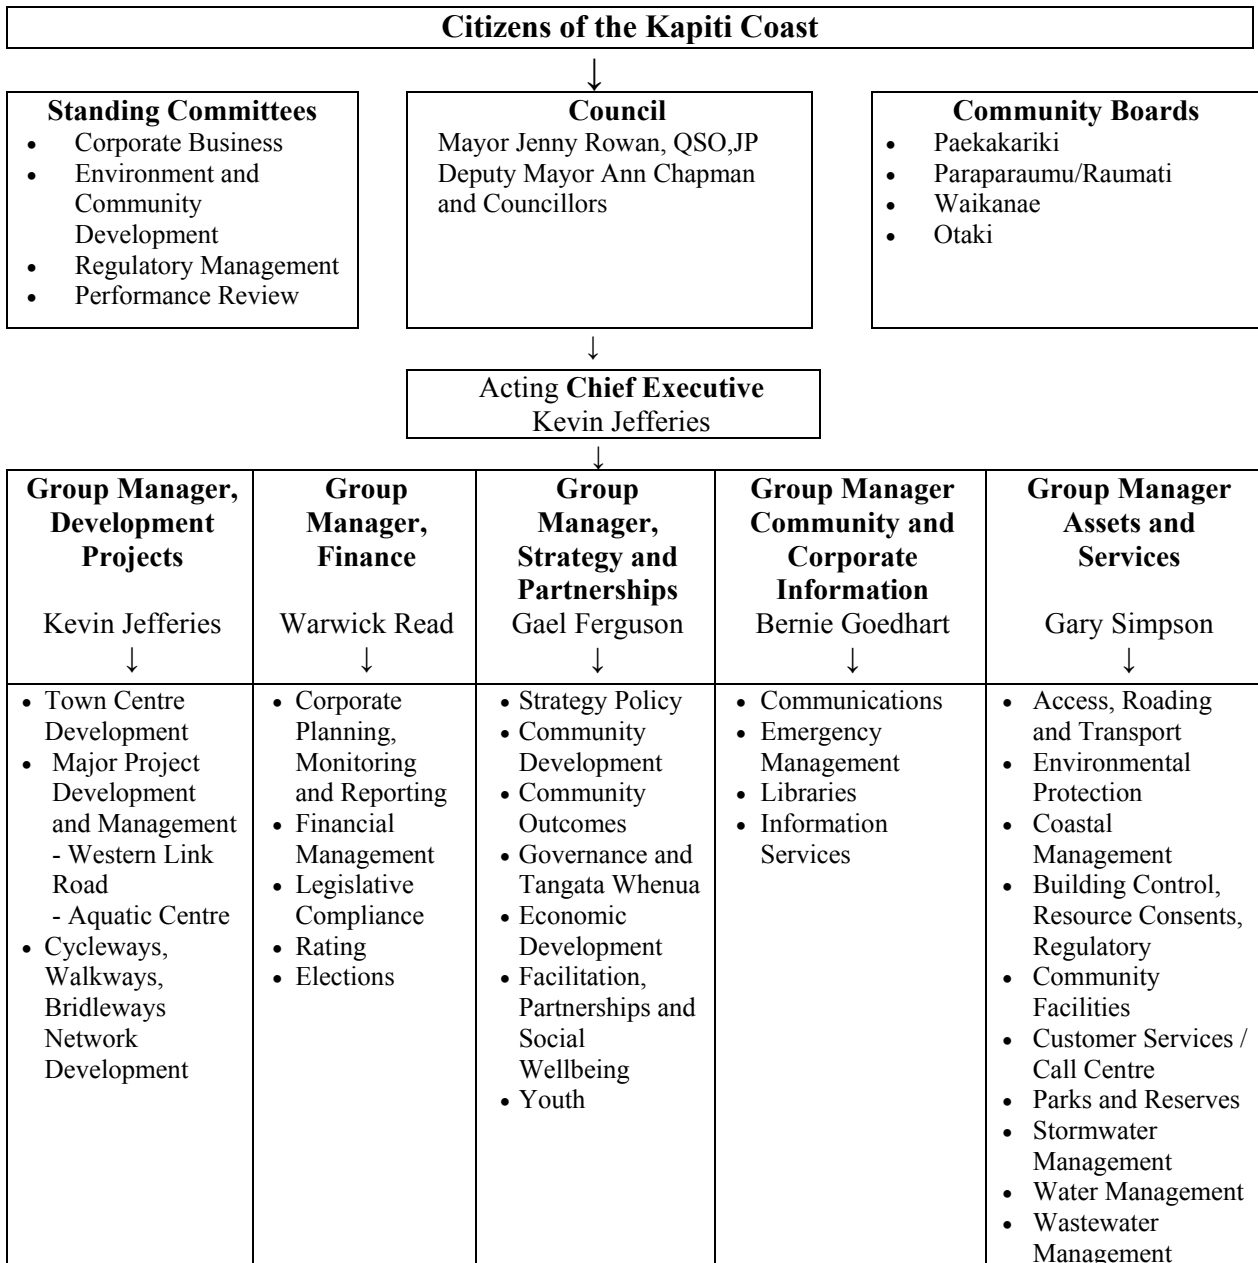 Citizens of the Kapiti Coast
↓
Standing Committees
• Corporate Business
• Environment and
Community
Development
• Regulatory Management
• Performance Review
Council
Mayor Jenny Rowan, QSO,JP
Deputy Mayor Ann Chapman
and Councillors
Community Boards
• Paekakariki
• Paraparaumu/Raumati
• Waikanae
• Otaki
↓
Acting Chief Executive
Kevin Jefferies
↓
Group Manager,
Development
Projects
Kevin Jefferies
↓
• Town Centre
Development
• Major Project
Development
and Management
- Western Link
Road
- Aquatic Centre
• Cycleways,
Walkways,
Bridleways
Network
Development
Group
Manager,
Finance
Warwick Read
↓
• Corporate
Planning,
Monitoring
and Reporting
• Financial
Management
• Legislative
Compliance
• Rating
• Elections
Group
Manager,
Strategy and
Partnerships
Gael Ferguson
↓
• Strategy Policy
• Community
Development
• Community
Outcomes
• Governance and
Tangata Whenua
• Economic
Development
• Facilitation,
Partnerships and
Social
Wellbeing
• Youth
Group Manager
Community and
Corporate
Information
Bernie Goedhart
↓
• Communications
• Emergency
Management
• Libraries
• Information
Services
Group Manager
Assets and
Services
Gary Simpson
↓
• Access, Roading
and Transport
• Environmental
Protection
• Coastal
Management
• Building Control,
Resource Consents,
Regulatory
• Community
Facilities
• Customer Services /
Call Centre
• Parks and Reserves
• Stormwater
Management
• Water Management
• Wastewater
Management